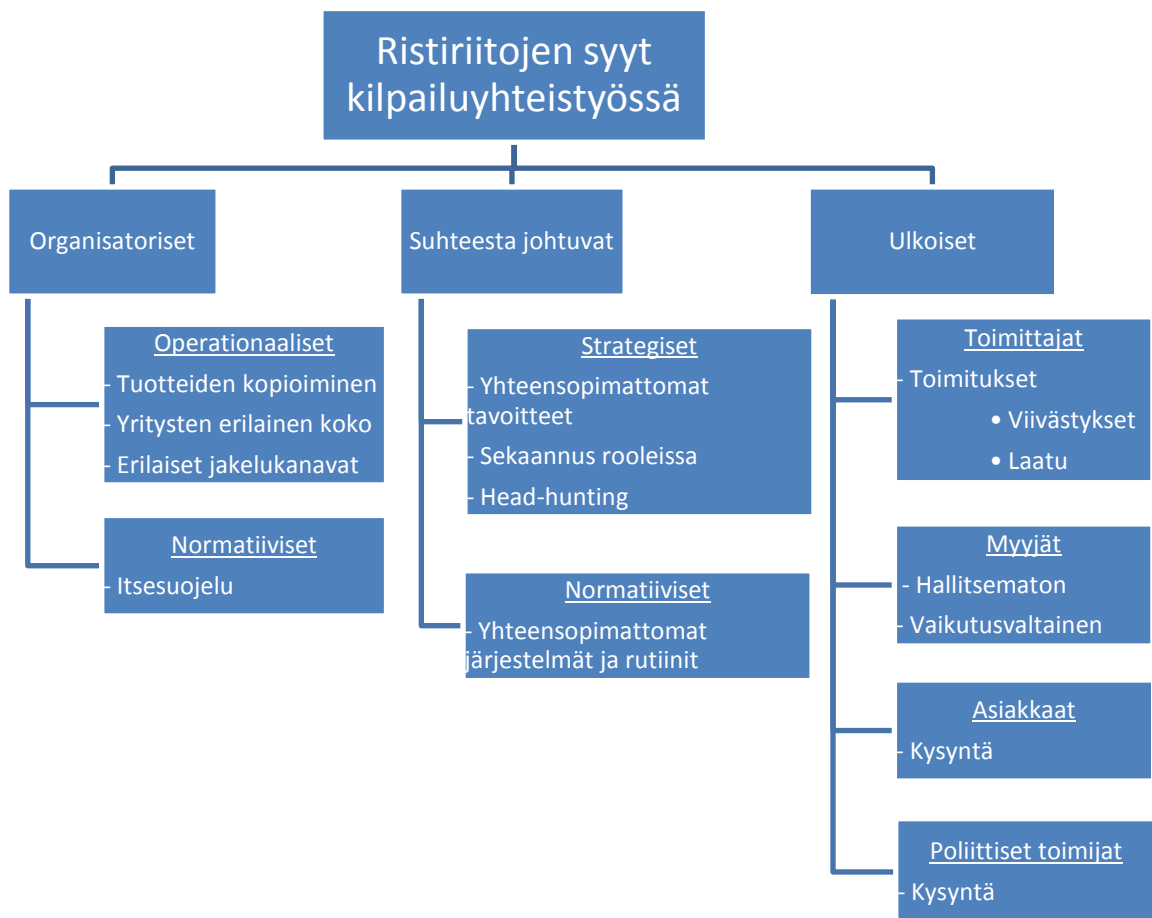 Ristiriitojen syyt
kilpailuyhteistyössä
Organisatoriset
Suhteesta johtuvat
Ulkoiset
Operationaaliset
- Tuotteiden kopioiminen
- Yritysten erilainen koko
- Erilaiset jakelukanavat
Normatiiviset
- Itsesuojelu
Strategiset
- Yhteensopimattomat
tavoitteet
- Sekaannus rooleissa
- Head-hunting
Normatiiviset
- Yhteensopimattomat
järjestelmät ja rutiinit
Toimittajat
- Toimitukset
• Viivästykset
• Laatu
Myyjät
- Hallitsematon
- Vaikutusvaltainen
Asiakkaat
- Kysyntä
Poliittiset toimijat
- Kysyntä